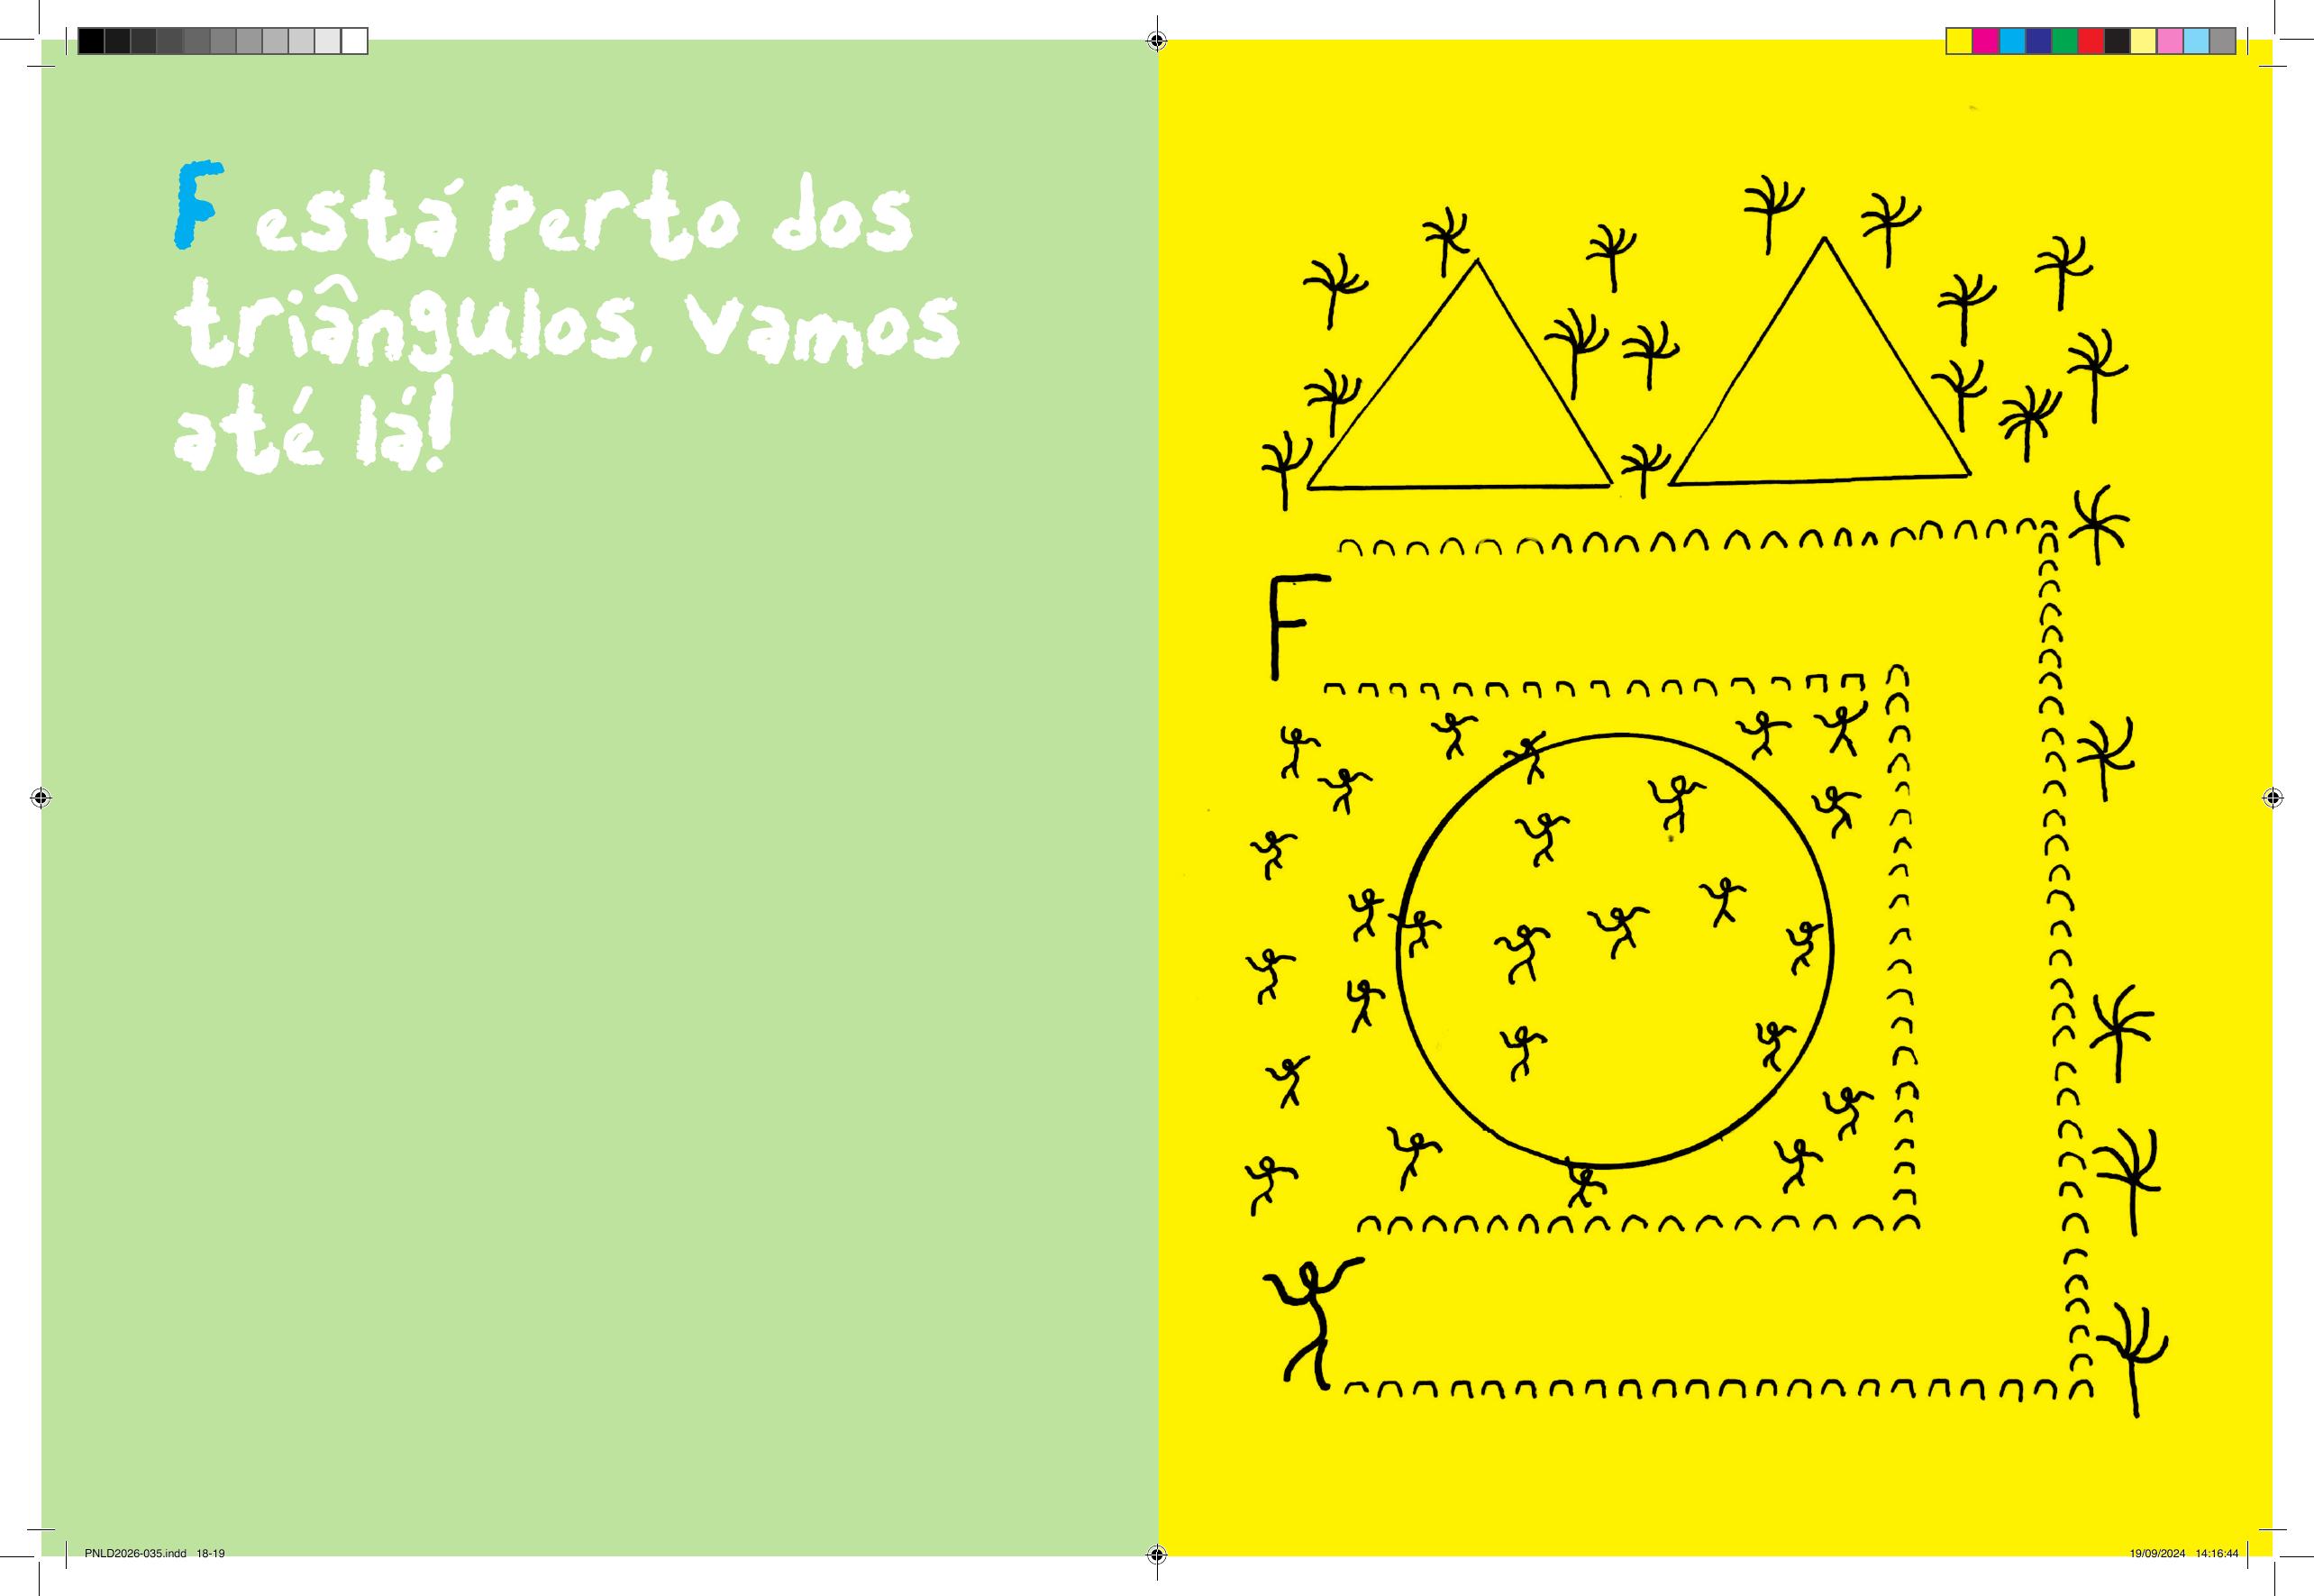 F está perto dos
triângulos, vamos
até lá!
F
PNLD2026-035.indd 18-19
19/09/2024 14:16:44